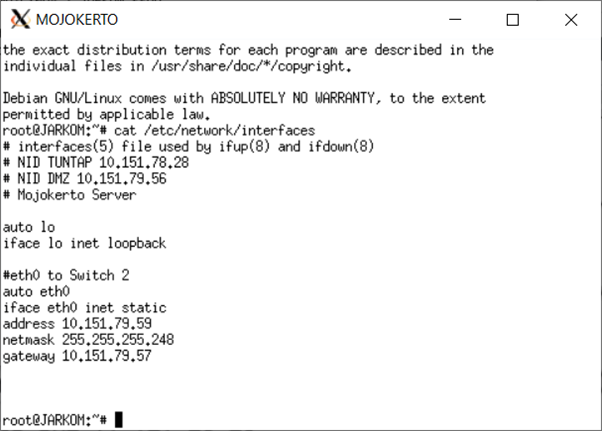 MOJOKERTO
the exact distribution terms for each program are described in the
individual files in /usr/share/doc/*/copyright.
Debian GNU/Linux comes with ABSOLUTELY NO WARRANTY, to the extent
permitted by applicable law.
root@JARKOM:~# cat /etc/network/interfaces
# interfaces(5) file used by ifup(8) and ifdown(8)
# NID TUNTAP 10.151.78.28
# NID DMZ 10.151.79.56
# Mojokerto Server
auto lo
iface lo inet loopback
#eth0 to Switch 2
auto eth0
iface eth0 inet static
address 10.151.79.59
netmask 255.255.255.248
gateway 10.151.79.57
root@JARKOM:~#